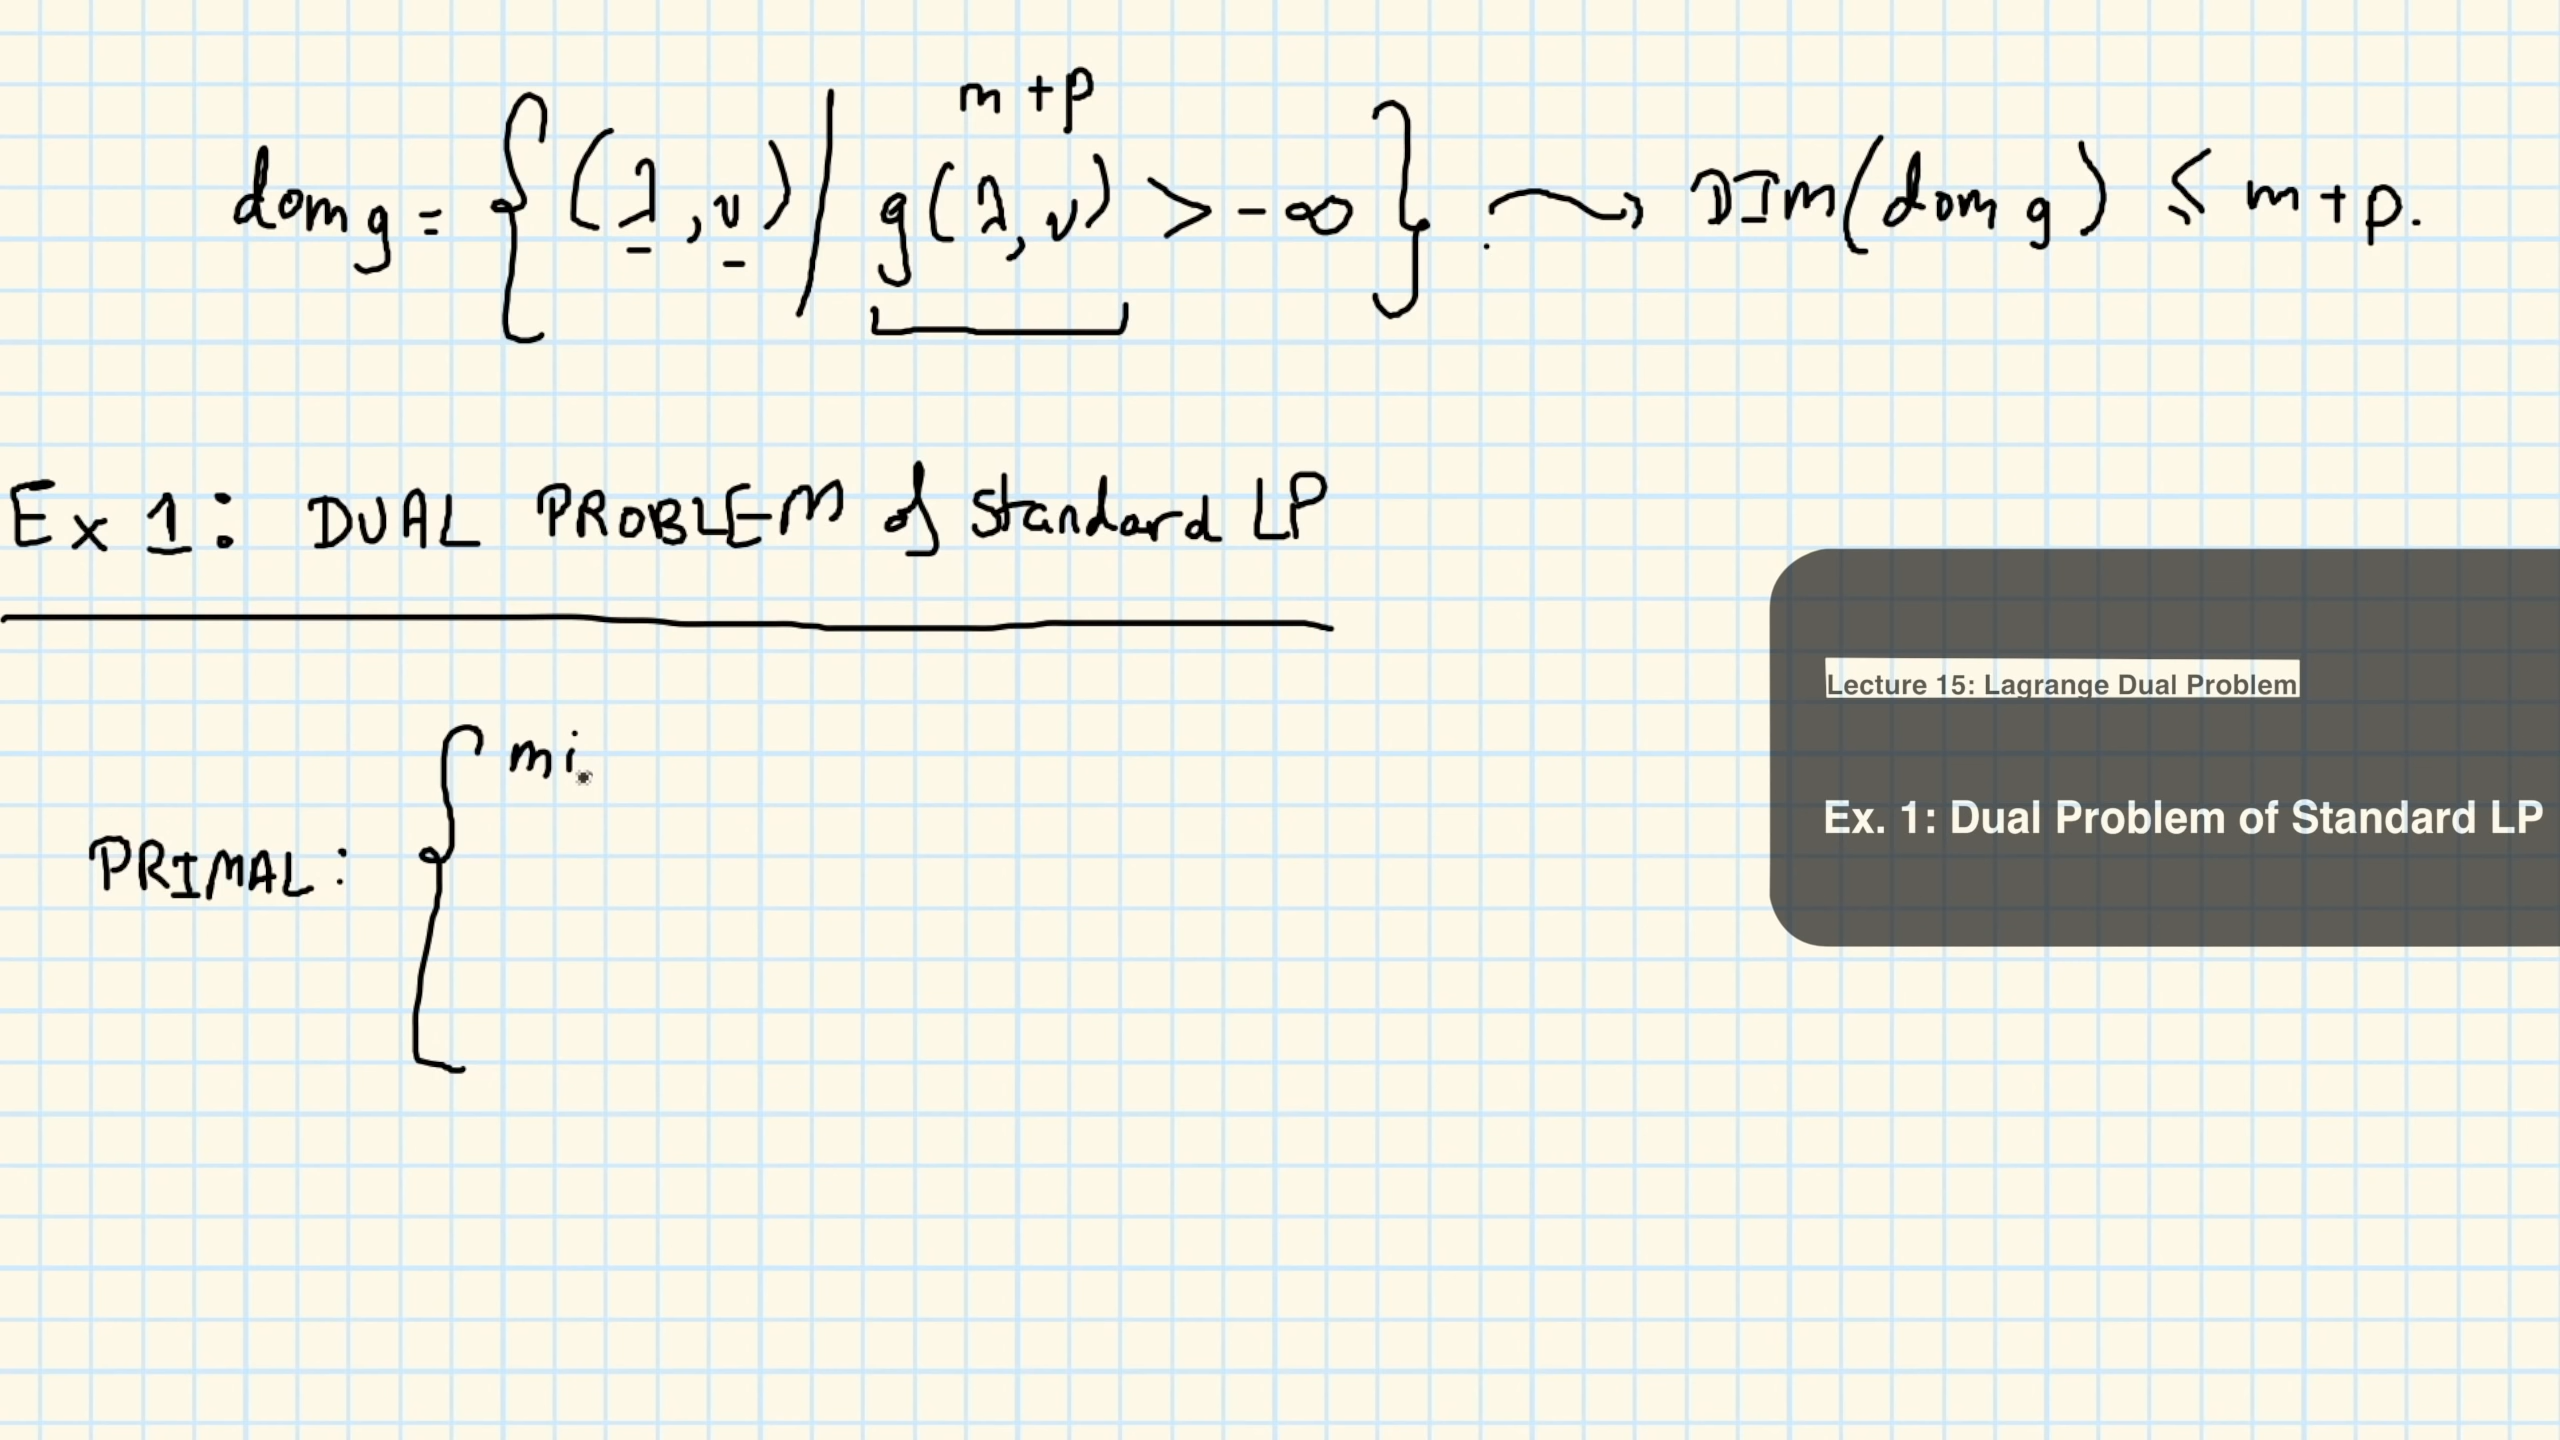 m + p
dom g = { (λ, ν) | g(λ, ν) > -∞ } ⇝ DIM(dom g) ≤ m + p.
Ex 1: DUAL PROBLEM of Standard LP
Lecture 15: Lagrange Dual Problem
Ex. 1: Dual Problem of Standard LP
PRIMAL: { mi